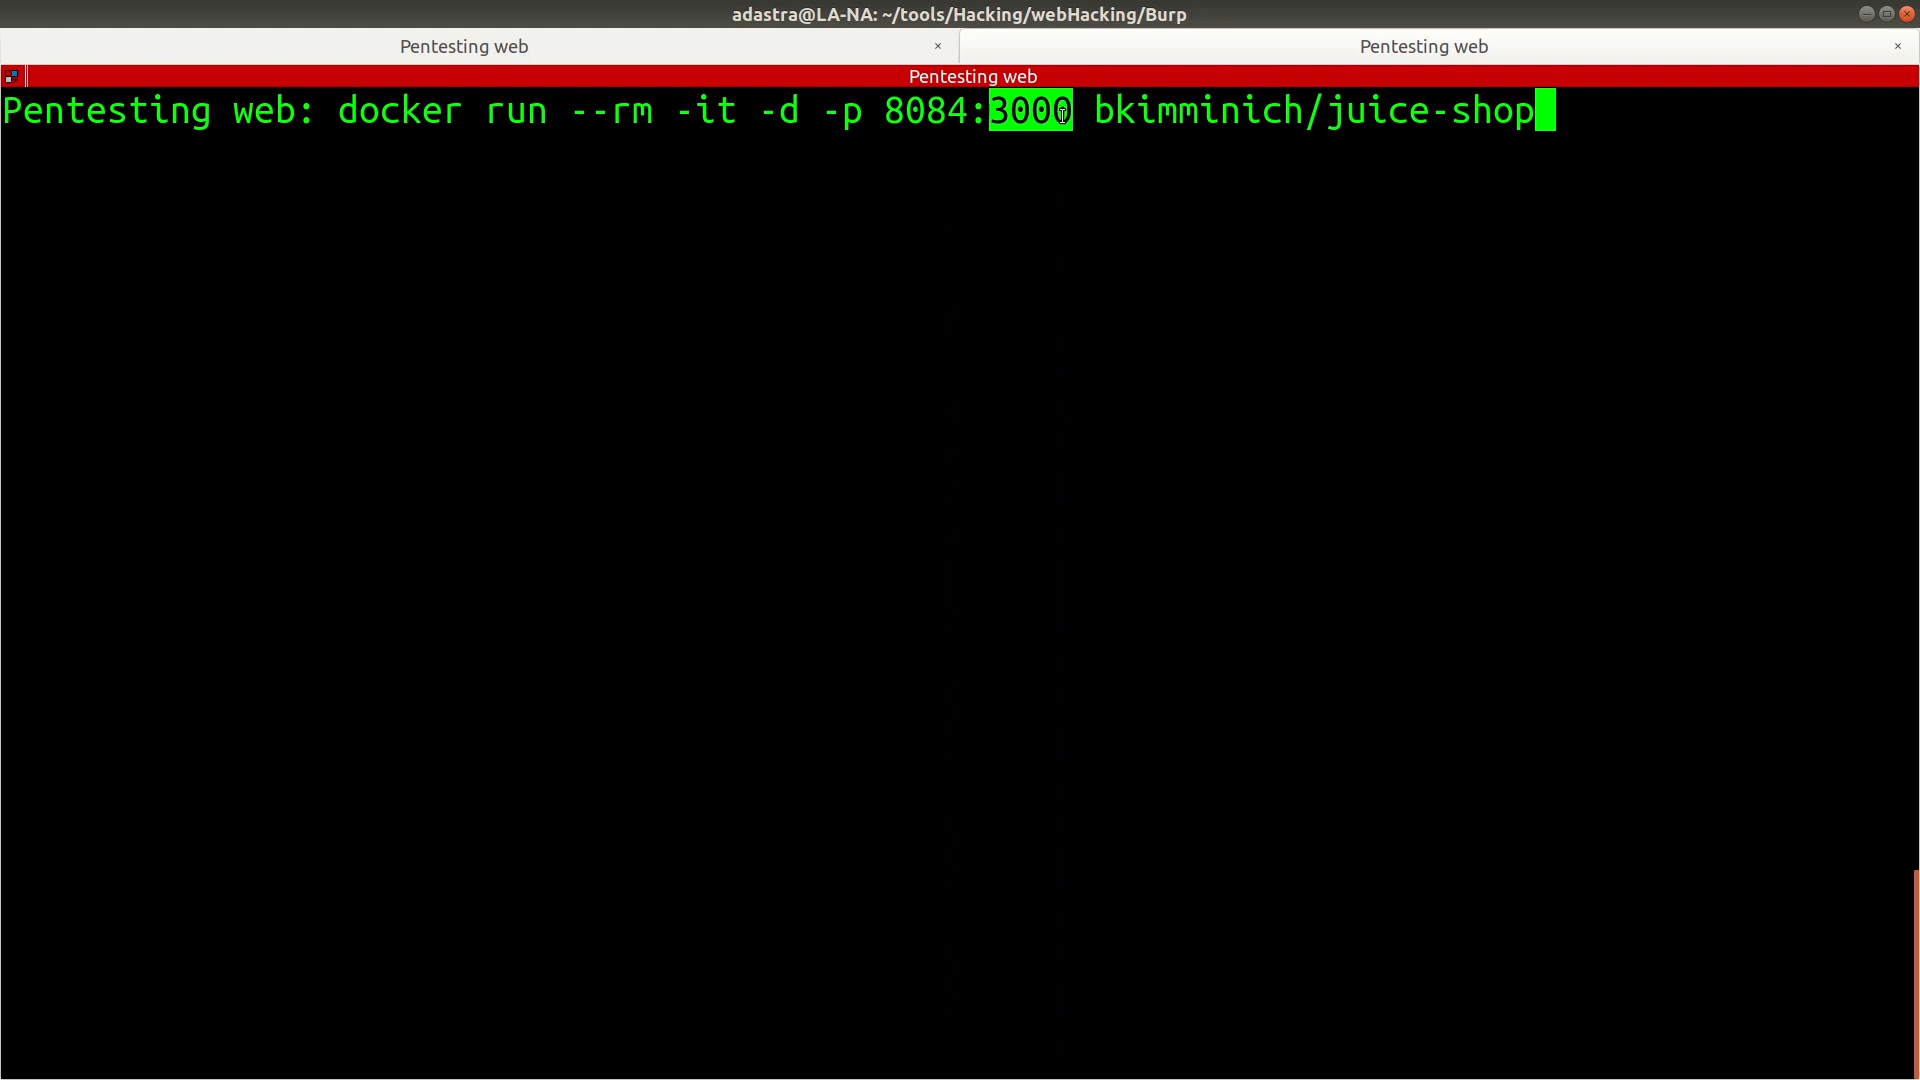 adastra@LA-NA: ~/tools/Hacking/webHacking/Burp
Pentesting web × Pentesting web ×
Pentesting web
Pentesting web: docker run --rm -it -d -p 8084:3000 bkimminich/juice-shop